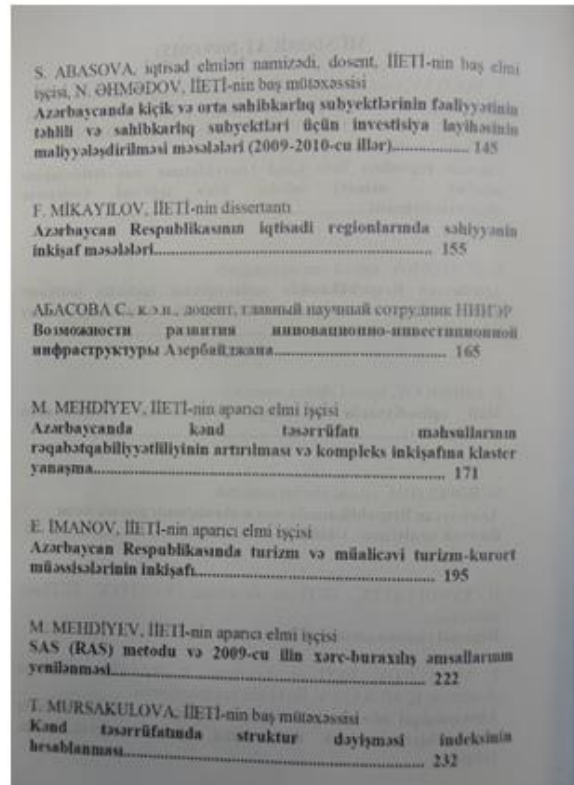 S. ABASOVA, iqtisad elmləri namizədi, dosent, İİETİ-nin baş elmi
işçisi, N. ƏHMƏDOV, İİETİ-nin baş mütəxəssisi
Azərbaycanda kiçik və orta sahibkarlıq subyektlərinin fəaliyyətinin
təhlili və sahibkarlıq subyektləri üçün investisiya layihəsinin
maliyyələşdirilməsi məsələləri (2009-2010-cu illər).................. 145
F. MİKAYILOV, İİETİ-nin dissertantı
Azərbaycan Respublikasının iqtisadi regionlarında səhiyyənin
inkişaf məsələləri.................................................................. 155
АБАСОВА С., к.э.н., доцент, главный научный сотрудник НИИЭР
Возможности развития инновационно-инвестиционной
инфраструктуры Азербайджана......................................... 165
M. MEHDİYEV, İİETİ-nin aparıcı elmi işçisi
Azərbaycanda kənd təsərrüfatı məhsullarının
rəqabətqabiliyyətliliyinin artırılması və kompleks inkişafına klaster
yanaşma.................................................................................... 171
E. İMANOV, İİETİ-nin aparıcı elmi işçisi
Azərbaycan Respublikasında turizm və müalicəvi turizm-kurort
müəssisələrinin inkişafı......................................................... 195
M. MEHDİYEV, İİETİ-nin aparıcı elmi işçisi
SAS (RAS) metodu və 2009-cu ilin xərc-buraxılış əmsallarının
yenilənməsi............................................................................ 222
T. MURSAKULOVA, İİETİ-nin baş mütəxəssisi
Kənd təsərrüfatında struktur dəyişməsi indeksinin
hesablanması......................................................................... 232